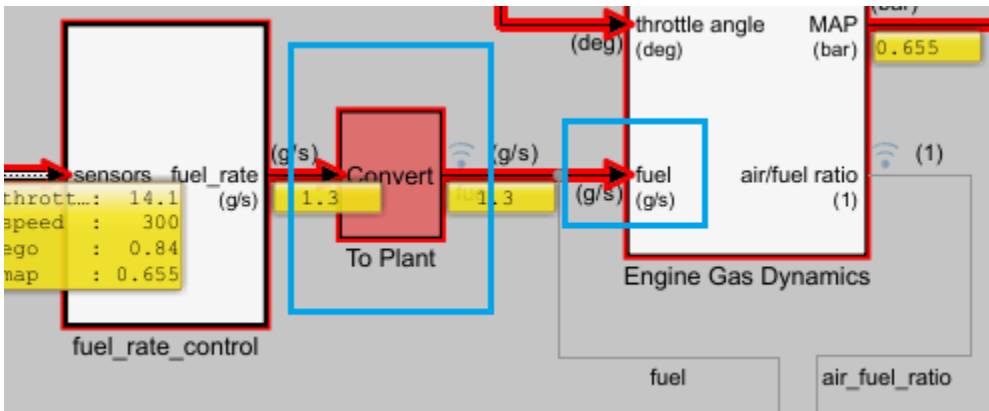 throttle angle
MAP
(deg)
(deg)
(bar)
0.655
(g/s)
(g/s)
(1)
sensors
fuel_rate
(g/s)
Convert
(g/s)
fuel
(g/s)
air/fuel ratio
(1)
thrott…: 14.1
speed : 300
ego : 0.84
map : 0.655
1.3
1.3
To Plant
Engine Gas Dynamics
fuel_rate_control
fuel
air_fuel_ratio